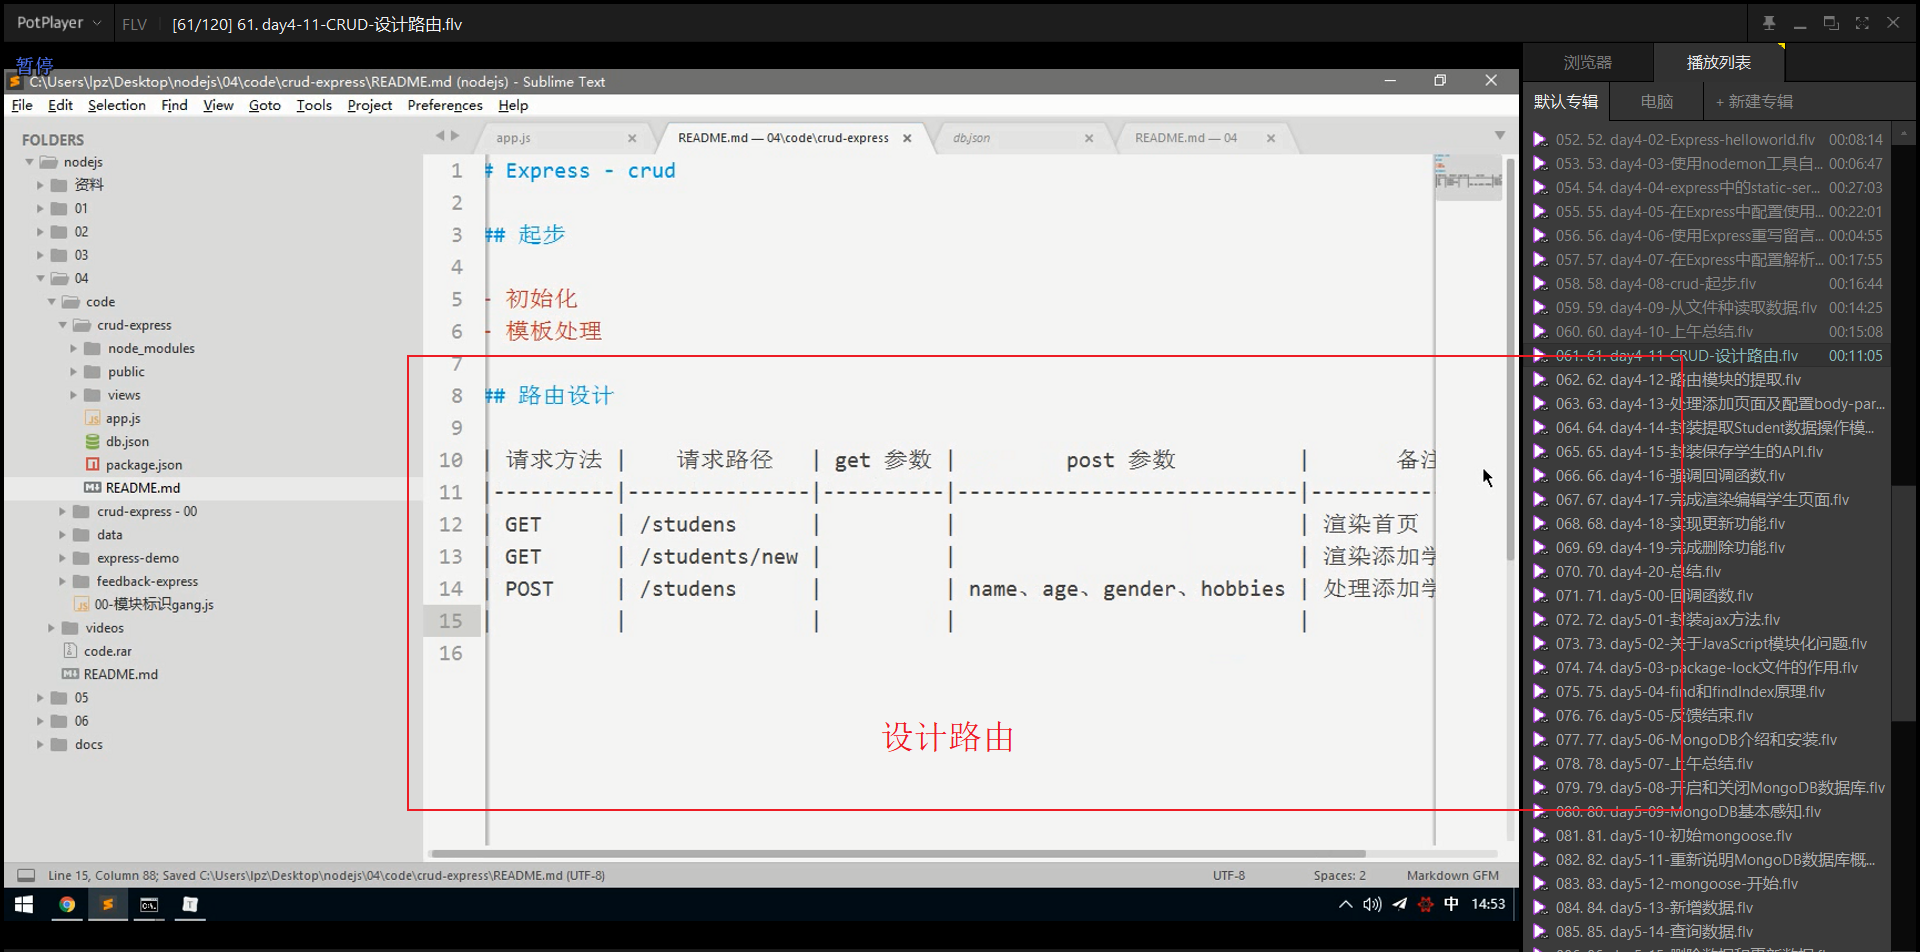 PotPlayer FLV [61/120] 61. day4-11-CRUD-设计路由.flv
暂停
C:\Users\lpz\Desktop\nodejs\04\code\crud-express\README.md (nodejs) - Sublime Text
File Edit Selection Find View Goto Tools Project Preferences Help
FOLDERS
nodejs
资料
01
02
03
04
code
crud-express
node_modules
public
views
app.js
db.json
package.json
README.md
crud-express - 00
data
express-demo
feedback-express
00-模块标识gang.js
videos
code.rar
README.md
05
06
docs
app.js README.md — 04\code\crud-express db.json README.md — 04
1 # Express - crud
2
3 ## 起步
4
5 - 初始化
6 - 模板处理
7
8 ## 路由设计
9
10 | 请求方法 | 请求路径 | get 参数 | post 参数 | 备注
11 |----------|---------------|----------|----------------------------|----------
12 | GET | /studens | | | 渲染首页
13 | GET | /students/new | | | 渲染添加学
14 | POST | /studens | | name、age、gender、hobbies | 处理添加学
15 | | | | |
16
设计路由
Line 15, Column 88; Saved C:\Users\lpz\Desktop\nodejs\04\code\crud-express\README.md (UTF-8) UTF-8 Spaces: 2 Markdown GFM
中 14:53
浏览器 播放列表
默认专辑 电脑 + 新建专辑
052. 52. day4-02-Express-helloworld.flv 00:08:14
053. 53. day4-03-使用nodemon工具自... 00:06:47
054. 54. day4-04-express中的static-ser... 00:27:03
055. 55. day4-05-在Express中配置使用... 00:22:01
056. 56. day4-06-使用Express重写留言... 00:04:55
057. 57. day4-07-在Express中配置解析... 00:17:55
058. 58. day4-08-crud-起步.flv 00:16:44
059. 59. day4-09-从文件种读取数据.flv 00:14:25
060. 60. day4-10-上午总结.flv 00:15:08
061. 61. day4-11-CRUD-设计路由.flv 00:11:05
062. 62. day4-12-路由模块的提取.flv
063. 63. day4-13-处理添加页面及配置body-par...
064. 64. day4-14-封装提取Student数据操作模...
065. 65. day4-15-封装保存学生的API.flv
066. 66. day4-16-强调回调函数.flv
067. 67. day4-17-完成渲染编辑学生页面.flv
068. 68. day4-18-实现更新功能.flv
069. 69. day4-19-完成删除功能.flv
070. 70. day4-20-总结.flv
071. 71. day5-00-回调函数.flv
072. 72. day5-01-封装ajax方法.flv
073. 73. day5-02-关于JavaScript模块化问题.flv
074. 74. day5-03-package-lock文件的作用.flv
075. 75. day5-04-find和findIndex原理.flv
076. 76. day5-05-反馈结束.flv
077. 77. day5-06-MongoDB介绍和安装.flv
078. 78. day5-07-上午总结.flv
079. 79. day5-08-开启和关闭MongoDB数据库.flv
080. 80. day5-09-MongoDB基本感知.flv
081. 81. day5-10-初始mongoose.flv
082. 82. day5-11-重新说明MongoDB数据库概...
083. 83. day5-12-mongoose-开始.flv
084. 84. day5-13-新增数据.flv
085. 85. day5-14-查询数据.flv